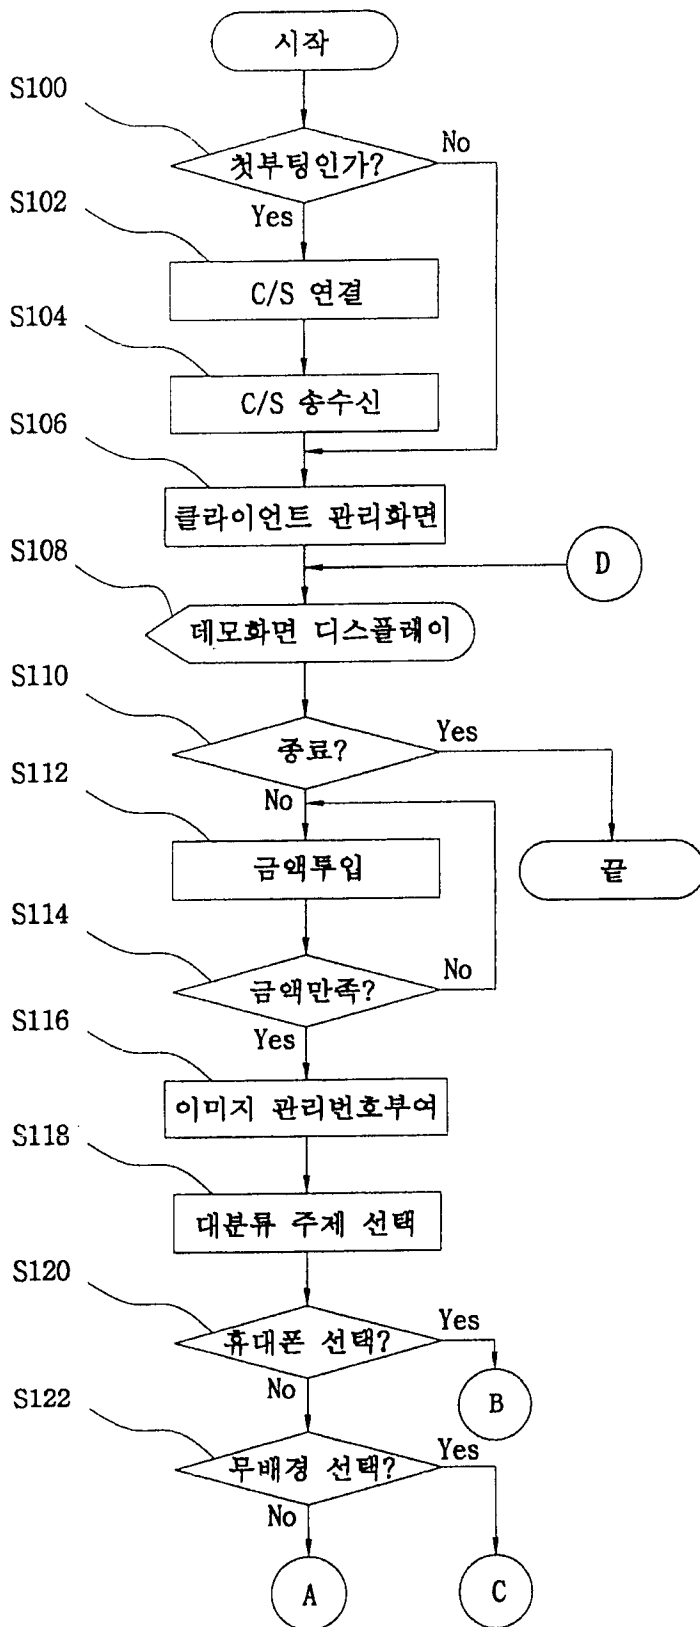 시작
S100
첫부팅인가?
No
Yes
S102
C/S 연결
S104
C/S 송수신
S106
클라이언트 관리화면
D
S108
데모화면 디스플레이
S110
종료?
Yes
No
S112
금액투입
끝
S114
금액만족?
No
Yes
S116
이미지 관리번호부여
S118
대분류 주제 선택
S120
휴대폰 선택?
Yes
No
B
S122
무배경 선택?
Yes
No
A
C